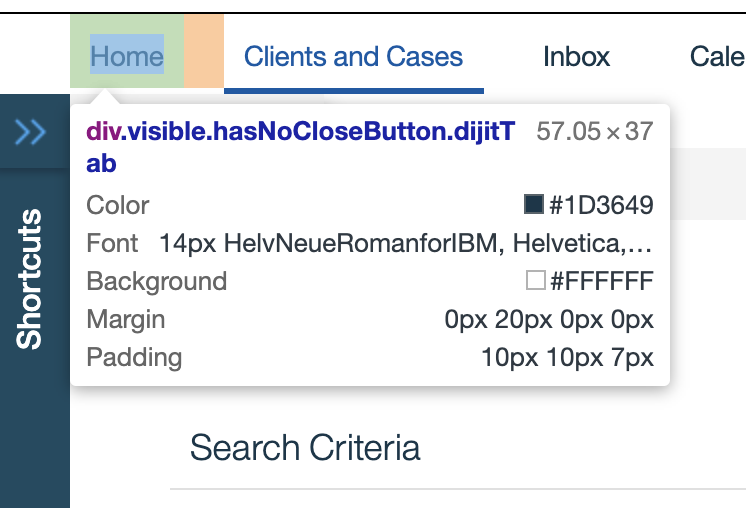 Home Clients and Cases Inbox Cale
div.visible.hasNoCloseButton.dijitT 57.05 × 37
ab
Color #1D3649
Font 14px HelvNeueRomanforIBM, Helvetica,…
Background #FFFFFF
Margin 0px 20px 0px 0px
Padding 10px 10px 7px
Shortcuts
Search Criteria